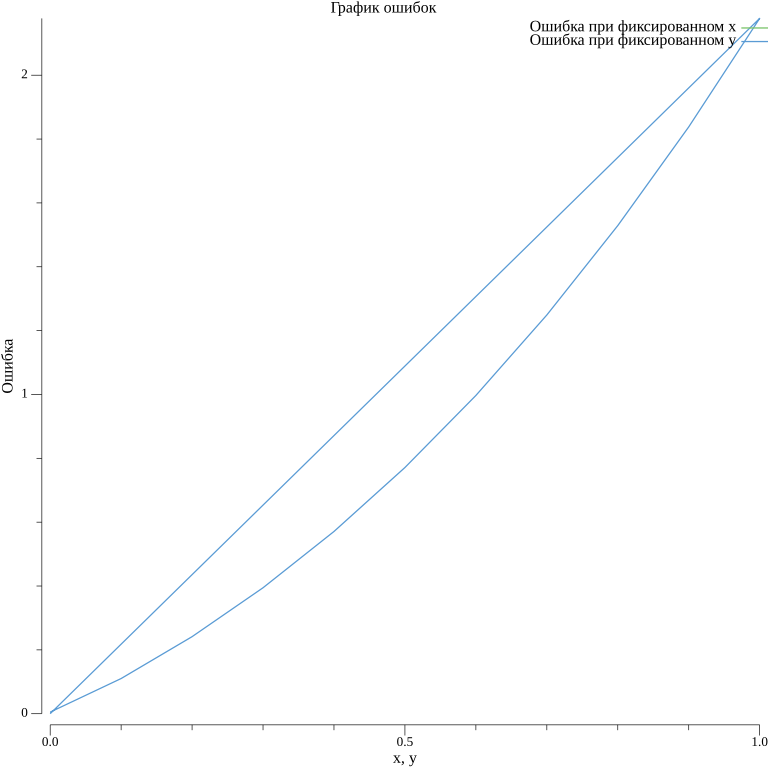 График ошибок
Ошибка при фиксированном x
Ошибка при фиксированном y
2
1
0
Ошибка
0.0
0.5
1.0
x, y